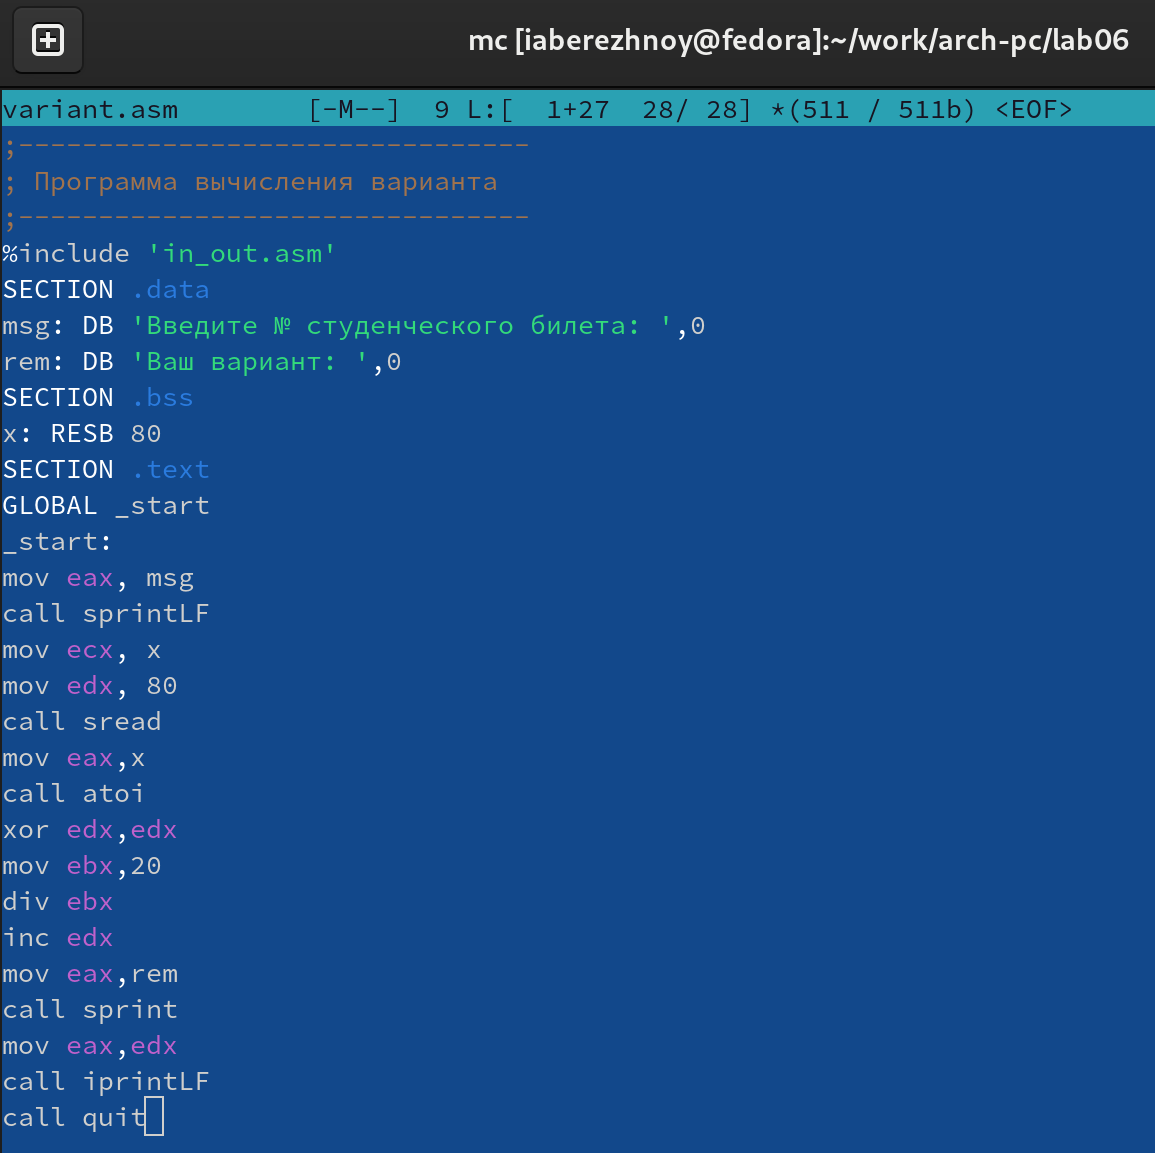 mc [iaberezhnoy@fedora]:~/work/arch-pc/lab06
variant.asm [-M--] 9 L:[ 1+27 28/ 28] *(511 / 511b) <EOF>
;--------------------------------
; Программа вычисления варианта
;--------------------------------
%include 'in_out.asm'
SECTION .data
msg: DB 'Введите № студенческого билета: ',0
rem: DB 'Ваш вариант: ',0
SECTION .bss
x: RESB 80
SECTION .text
GLOBAL _start
_start:
mov eax, msg
call sprintLF
mov ecx, x
mov edx, 80
call sread
mov eax,x
call atoi
xor edx,edx
mov ebx,20
div ebx
inc edx
mov eax,rem
call sprint
mov eax,edx
call iprintLF
call quit